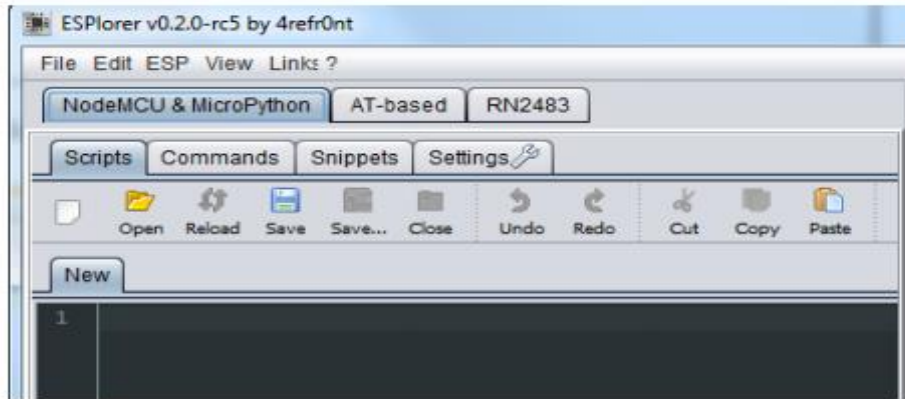 ESPlorer v0.2.0-rc5 by 4refr0nt
File Edit ESP View Links ?
NodeMCU & MicroPython AT-based RN2483
Scripts Commands Snippets Settings
Open Reload Save Save... Close Undo Redo Cut Copy Paste
New
1